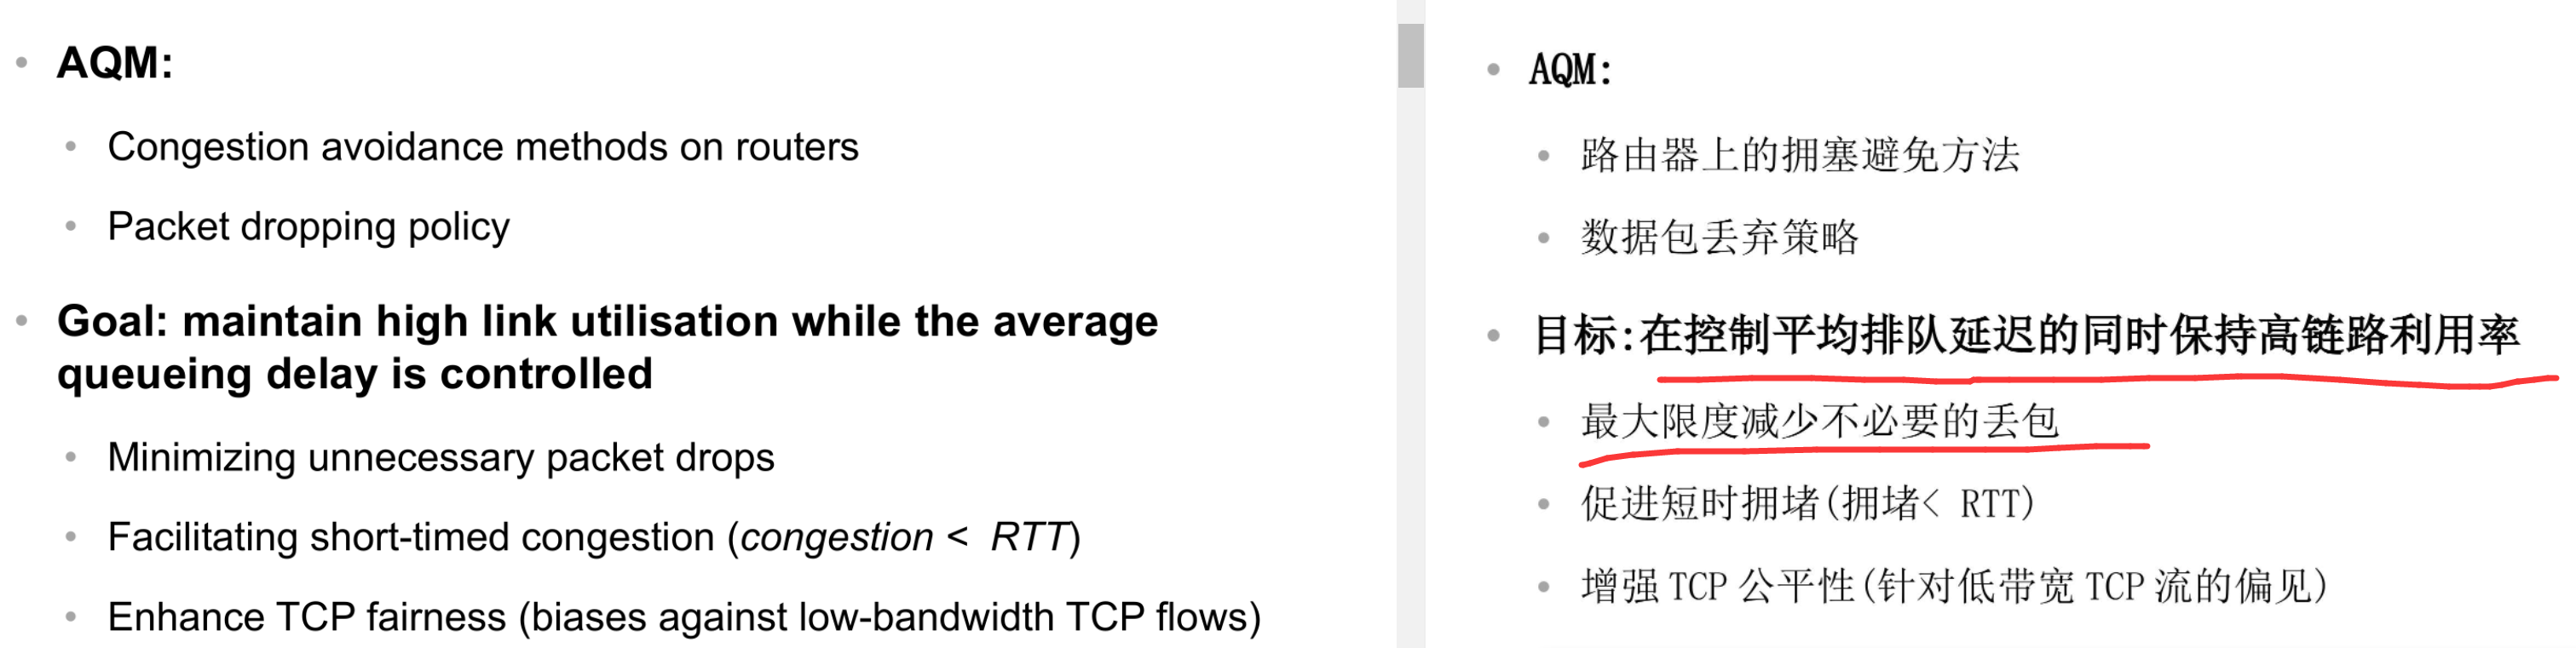 AQM:
Congestion avoidance methods on routers
Packet dropping policy
Goal: maintain high link utilisation while the average
queueing delay is controlled
Minimizing unnecessary packet drops
Facilitating short-timed congestion (congestion < RTT)
Enhance TCP fairness (biases against low-bandwidth TCP flows)
AQM:
路由器上的拥塞避免方法
数据包丢弃策略
目标:在控制平均排队延迟的同时保持高链路利用率
最大限度减少不必要的丢包
促进短时拥堵(拥堵< RTT)
增强 TCP 公平性(针对低带宽 TCP 流的偏见)